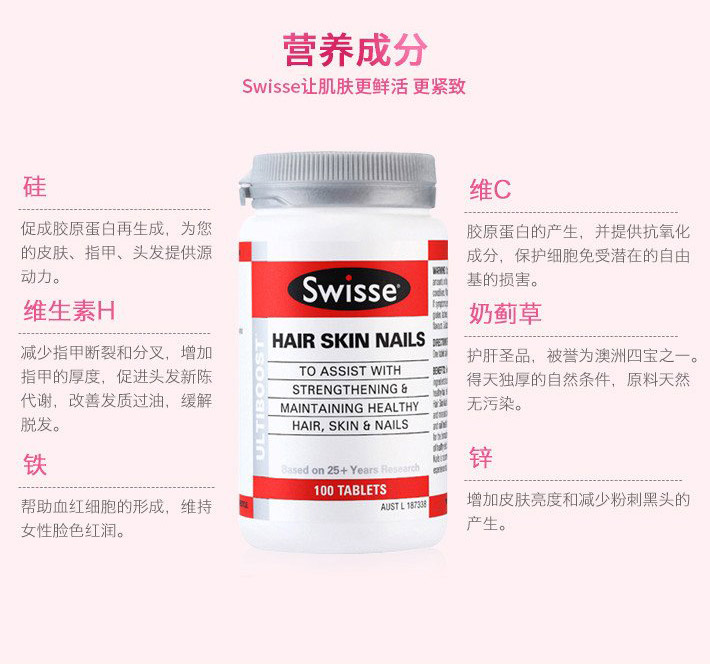 营养成分
Swisse让肌肤更鲜活 更紧致
硅
促成胶原蛋白再生成，为您
的皮肤、指甲、头发提供源
动力。
维生素H
减少指甲断裂和分叉，增加
指甲的厚度，促进头发新陈
代谢，改善发质过油，缓解
脱发。
铁
帮助血红细胞的形成，维持
女性脸色红润。
Swisse
ULTIBOOST
HAIR SKIN NAILS
TO ASSIST WITH
STRENGTHENING &
MAINTAINING HEALTHY
HAIR, SKIN & NAILS
Based on 25+ Years Research
100 TABLETS
AUST L 187338
维C
胶原蛋白的产生，并提供抗氧化
成分，保护细胞免受潜在的自由
基的损害。
奶蓟草
护肝圣品，被誉为澳洲四宝之一。
得天独厚的自然条件，原料天然
无污染。
锌
增加皮肤亮度和减少粉刺黑头的
产生。